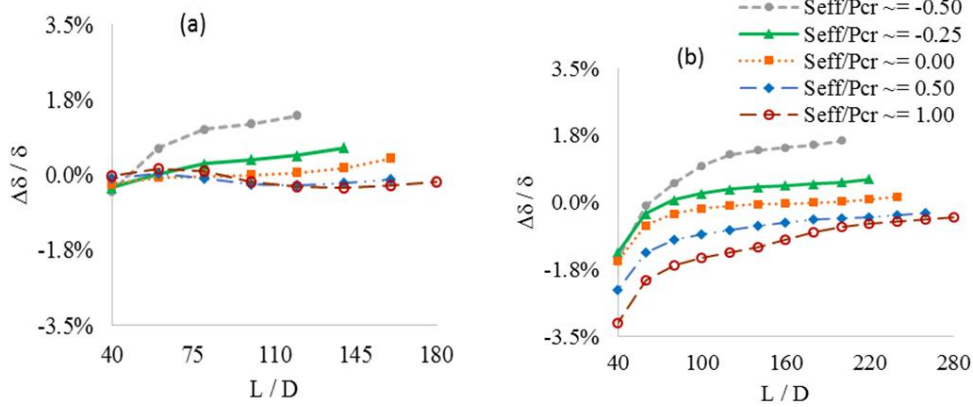 (a)
3.5%
1.8%
0.0%
-1.8%
-3.5%
Δδ / δ
40 75 110 145 180
L / D
Seff/Pcr ~= -0.50
Seff/Pcr ~= -0.25
Seff/Pcr ~= 0.00
Seff/Pcr ~= 0.50
Seff/Pcr ~= 1.00
(b)
3.5%
1.8%
0.0%
-1.8%
-3.5%
Δδ / δ
40 100 160 220 280
L / D